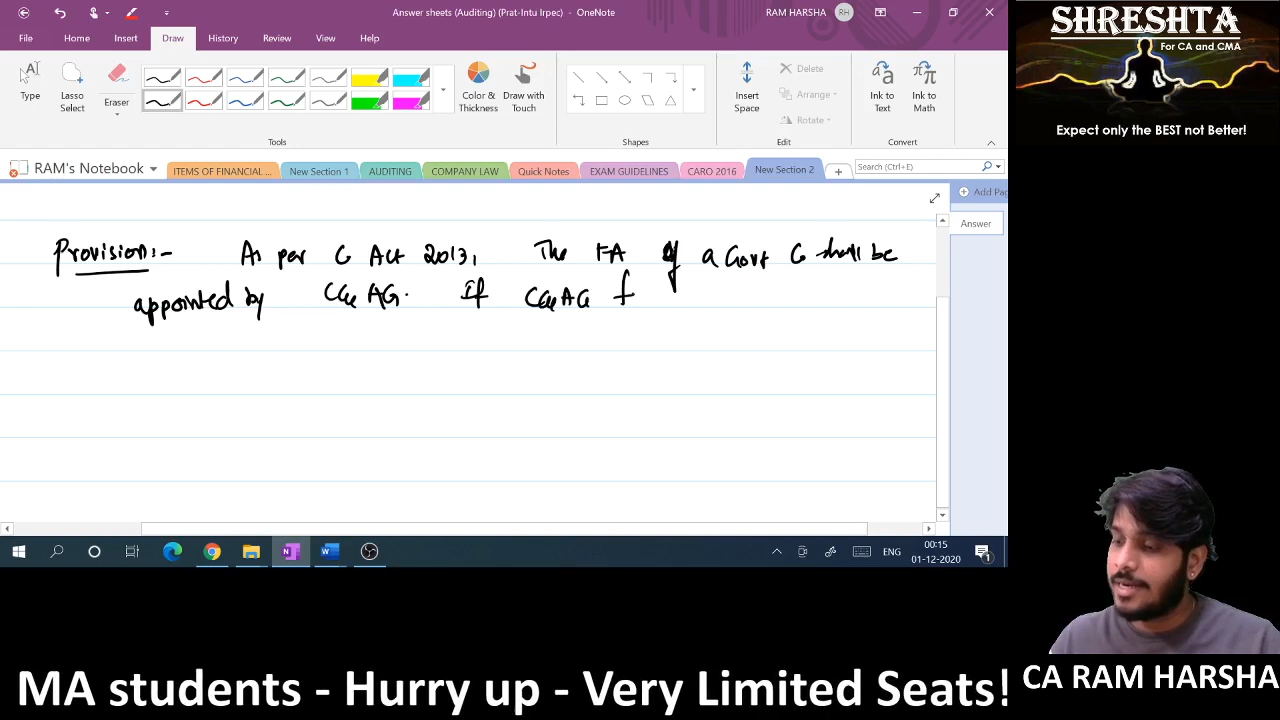 Answer sheets (Auditing) (Prat-Intu Irpec) - OneNote
RAM HARSHA RH
File Home Insert Draw History Review View Help
Type
Lasso Select
Eraser
Color & Thickness
Draw with Touch
Insert Space
Delete
Arrange
Rotate
Ink to Text
Ink to Math
Tools
Shapes
Edit
Convert
RAM's Notebook
ITEMS OF FINANCIAL ...
New Section 1
AUDITING
COMPANY LAW
Quick Notes
EXAM GUIDELINES
CARO 2016
New Section 2
Search (Ctrl+E)
Add Pag
Answer
Provision:- As per C Act 2013, The FA of a Govt C shall be
appointed by C&AG. If C&AG f
ENG
00:15
01-12-2020
1
SHRESHTA
For CA and CMA
Expect only the BEST not Better!
MA students - Hurry up - Very Limited Seats!
CA RAM HARSHA